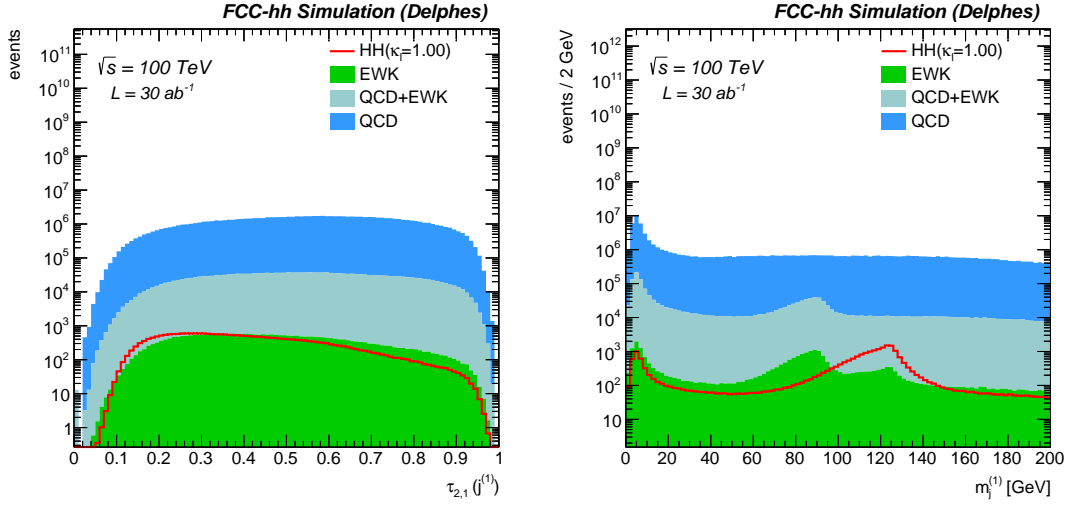 FCC-hh Simulation (Delphes)
events
10¹¹
10¹⁰
10⁹
10⁸
10⁷
10⁶
10⁵
10⁴
10³
10²
10
1
√s = 100 TeV
L = 30 ab⁻¹
HH(κₗ=1.00)
EWK
QCD+EWK
QCD
0 0.1 0.2 0.3 0.4 0.5 0.6 0.7 0.8 0.9 1
τ₂,₁ (j⁽¹⁾)
FCC-hh Simulation (Delphes)
events / 2 GeV
10¹²
10¹¹
10¹⁰
10⁹
10⁸
10⁷
10⁶
10⁵
10⁴
10³
10²
10
√s = 100 TeV
L = 30 ab⁻¹
HH(κₗ=1.00)
EWK
QCD+EWK
QCD
0 20 40 60 80 100 120 140 160 180 200
mⱼ⁽¹⁾ [GeV]